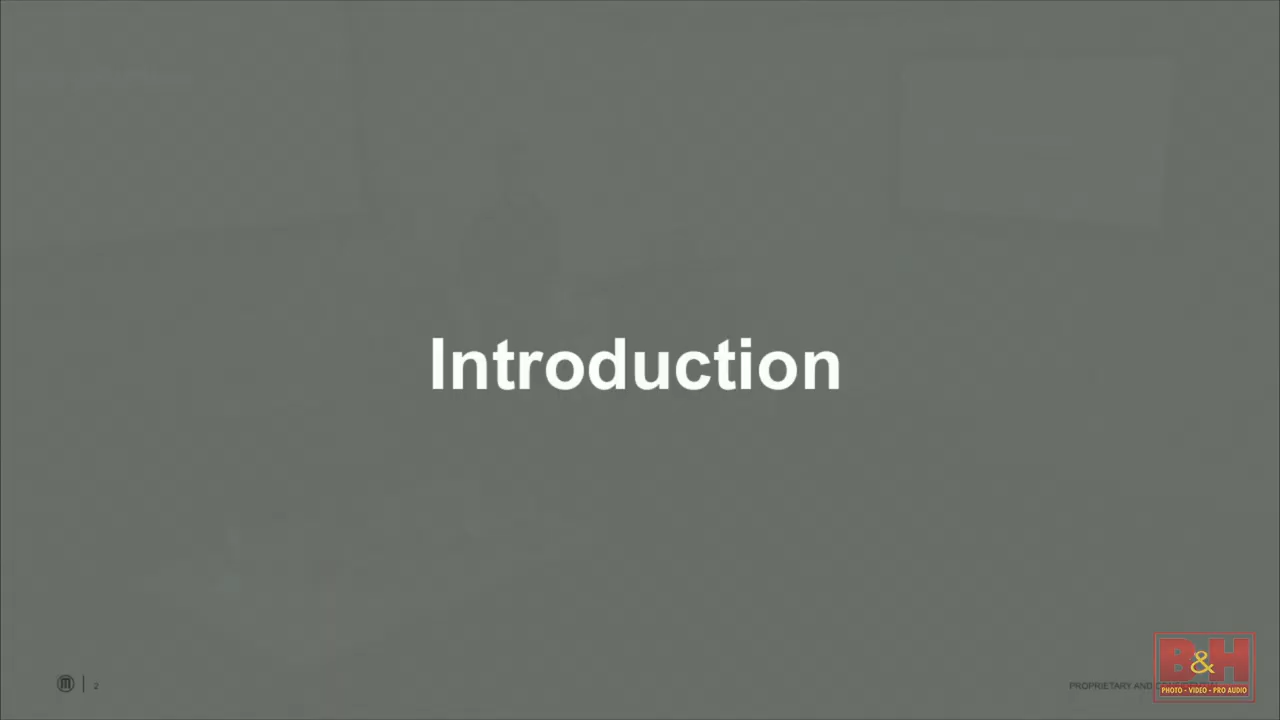 Introduction
2
PROPRIETARY AND
B&H
PHOTO - VIDEO - PRO AUDIO